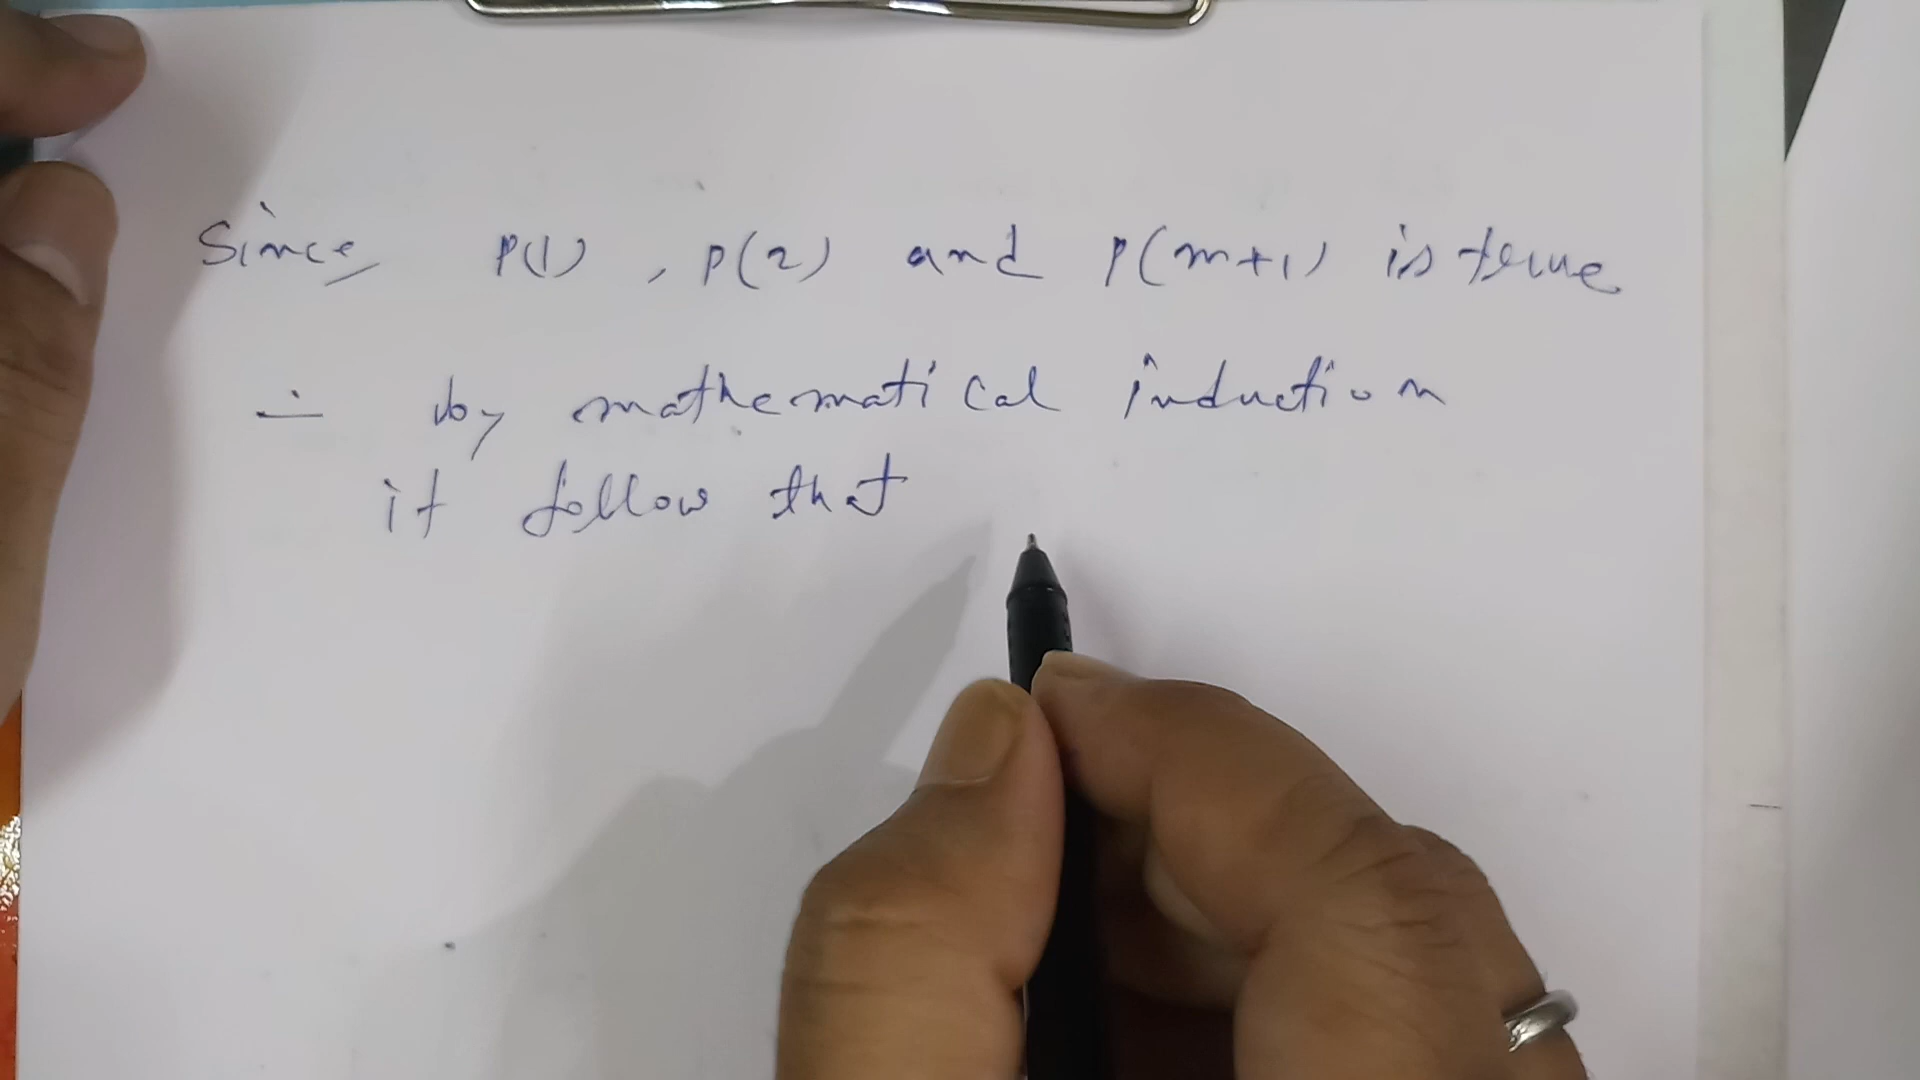 Since P(1), P(2) and P(m+1) is true
∴ by mathematical induction
it follow that